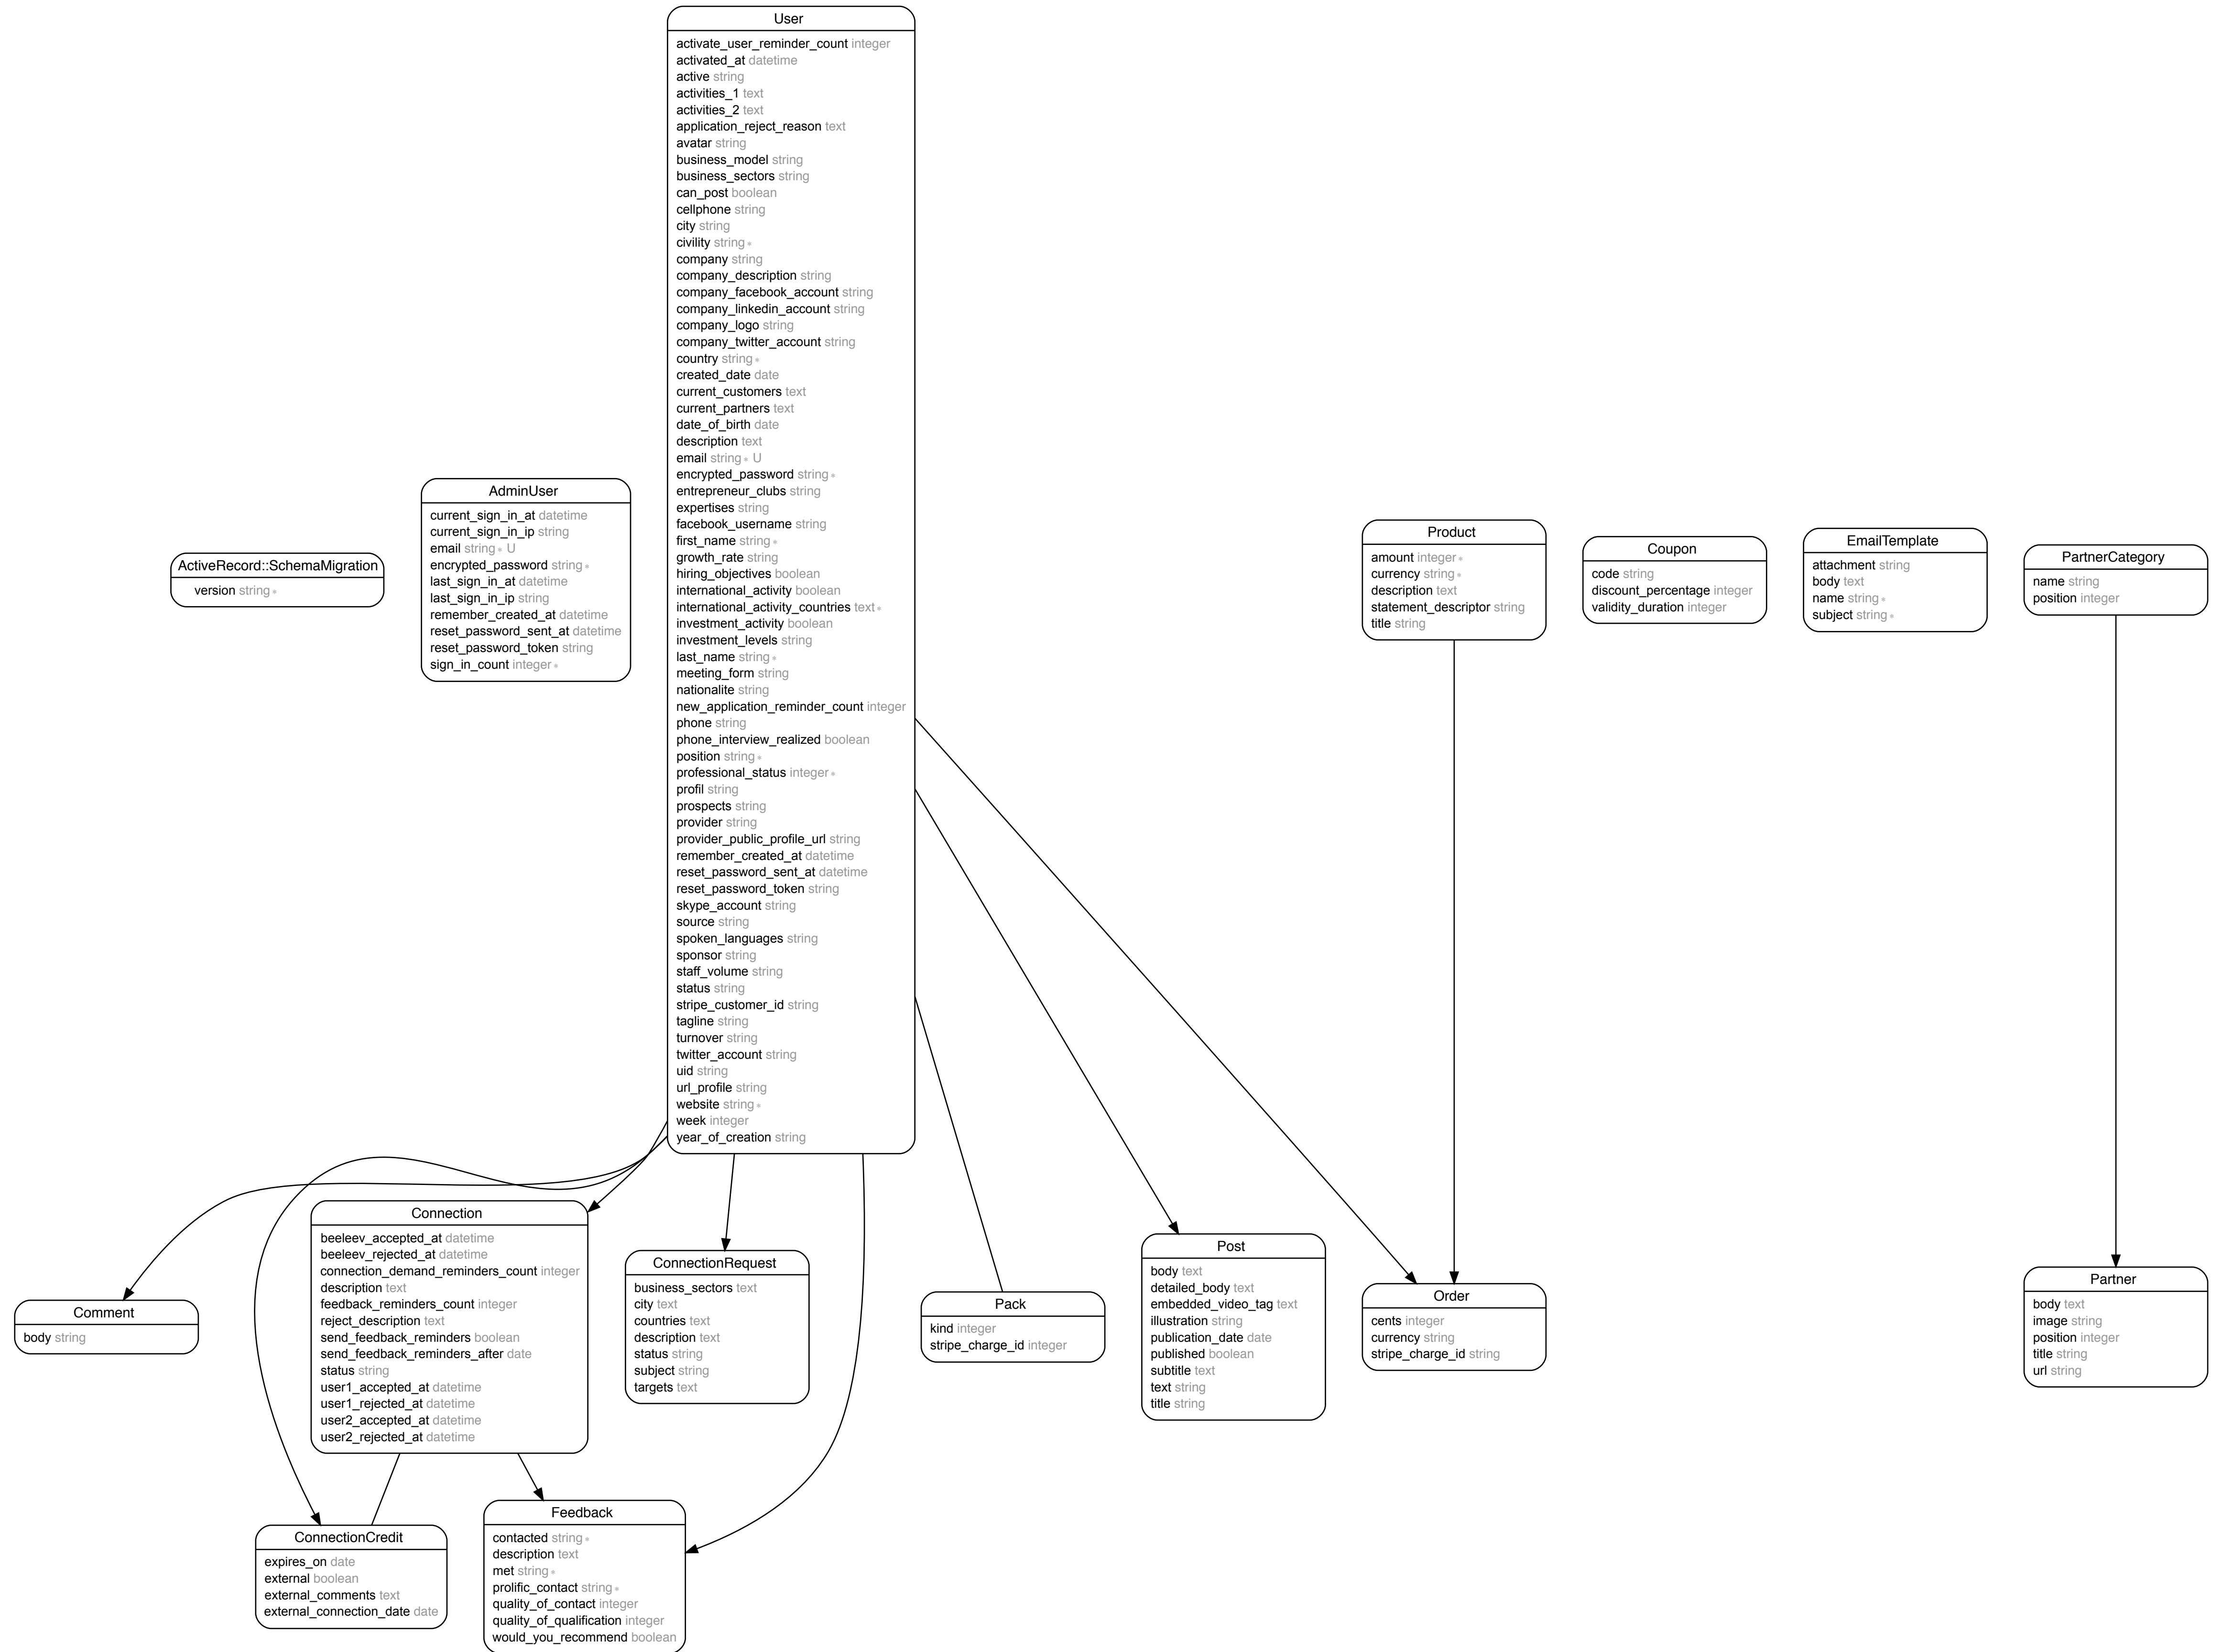 User
activate_user_reminder_count integer
activated_at datetime
active string
activities_1 text
activities_2 text
application_reject_reason text
avatar string
business_model string
business_sectors string
can_post boolean
cellphone string
city string
civility string *
company string
company_description string
company_facebook_account string
company_linkedin_account string
company_logo string
company_twitter_account string
country string *
created_date date
current_customers text
current_partners text
date_of_birth date
description text
email string * U
encrypted_password string *
entrepreneur_clubs string
expertises string
facebook_username string
first_name string *
growth_rate string
hiring_objectives boolean
international_activity boolean
international_activity_countries text *
investment_activity boolean
investment_levels string
last_name string *
meeting_form string
nationalite string
new_application_reminder_count integer
phone string
phone_interview_realized boolean
position string *
professional_status integer *
profil string
prospects string
provider string
provider_public_profile_url string
remember_created_at datetime
reset_password_sent_at datetime
reset_password_token string
skype_account string
source string
spoken_languages string
sponsor string
staff_volume string
status string
stripe_customer_id string
tagline string
turnover string
twitter_account string
uid string
url_profile string
website string *
week integer
year_of_creation string
ActiveRecord::SchemaMigration
version string *
AdminUser
current_sign_in_at datetime
current_sign_in_ip string
email string * U
encrypted_password string *
last_sign_in_at datetime
last_sign_in_ip string
remember_created_at datetime
reset_password_sent_at datetime
reset_password_token string
sign_in_count integer *
Product
amount integer *
currency string *
description text
statement_descriptor string
title string
Coupon
code string
discount_percentage integer
validity_duration integer
EmailTemplate
attachment string
body text
name string *
subject string *
PartnerCategory
name string
position integer
Comment
body string
Connection
beeleev_accepted_at datetime
beeleev_rejected_at datetime
connection_demand_reminders_count integer
description text
feedback_reminders_count integer
reject_description text
send_feedback_reminders boolean
send_feedback_reminders_after date
status string
user1_accepted_at datetime
user1_rejected_at datetime
user2_accepted_at datetime
user2_rejected_at datetime
ConnectionRequest
business_sectors text
city text
countries text
description text
status string
subject string
targets text
Pack
kind integer
stripe_charge_id integer
Post
body text
detailed_body text
embedded_video_tag text
illustration string
publication_date date
published boolean
subtitle text
text string
title string
Order
cents integer
currency string
stripe_charge_id string
Partner
body text
image string
position integer
title string
url string
ConnectionCredit
expires_on date
external boolean
external_comments text
external_connection_date date
Feedback
contacted string *
description text
met string *
prolific_contact string *
quality_of_contact integer
quality_of_qualification integer
would_you_recommend boolean